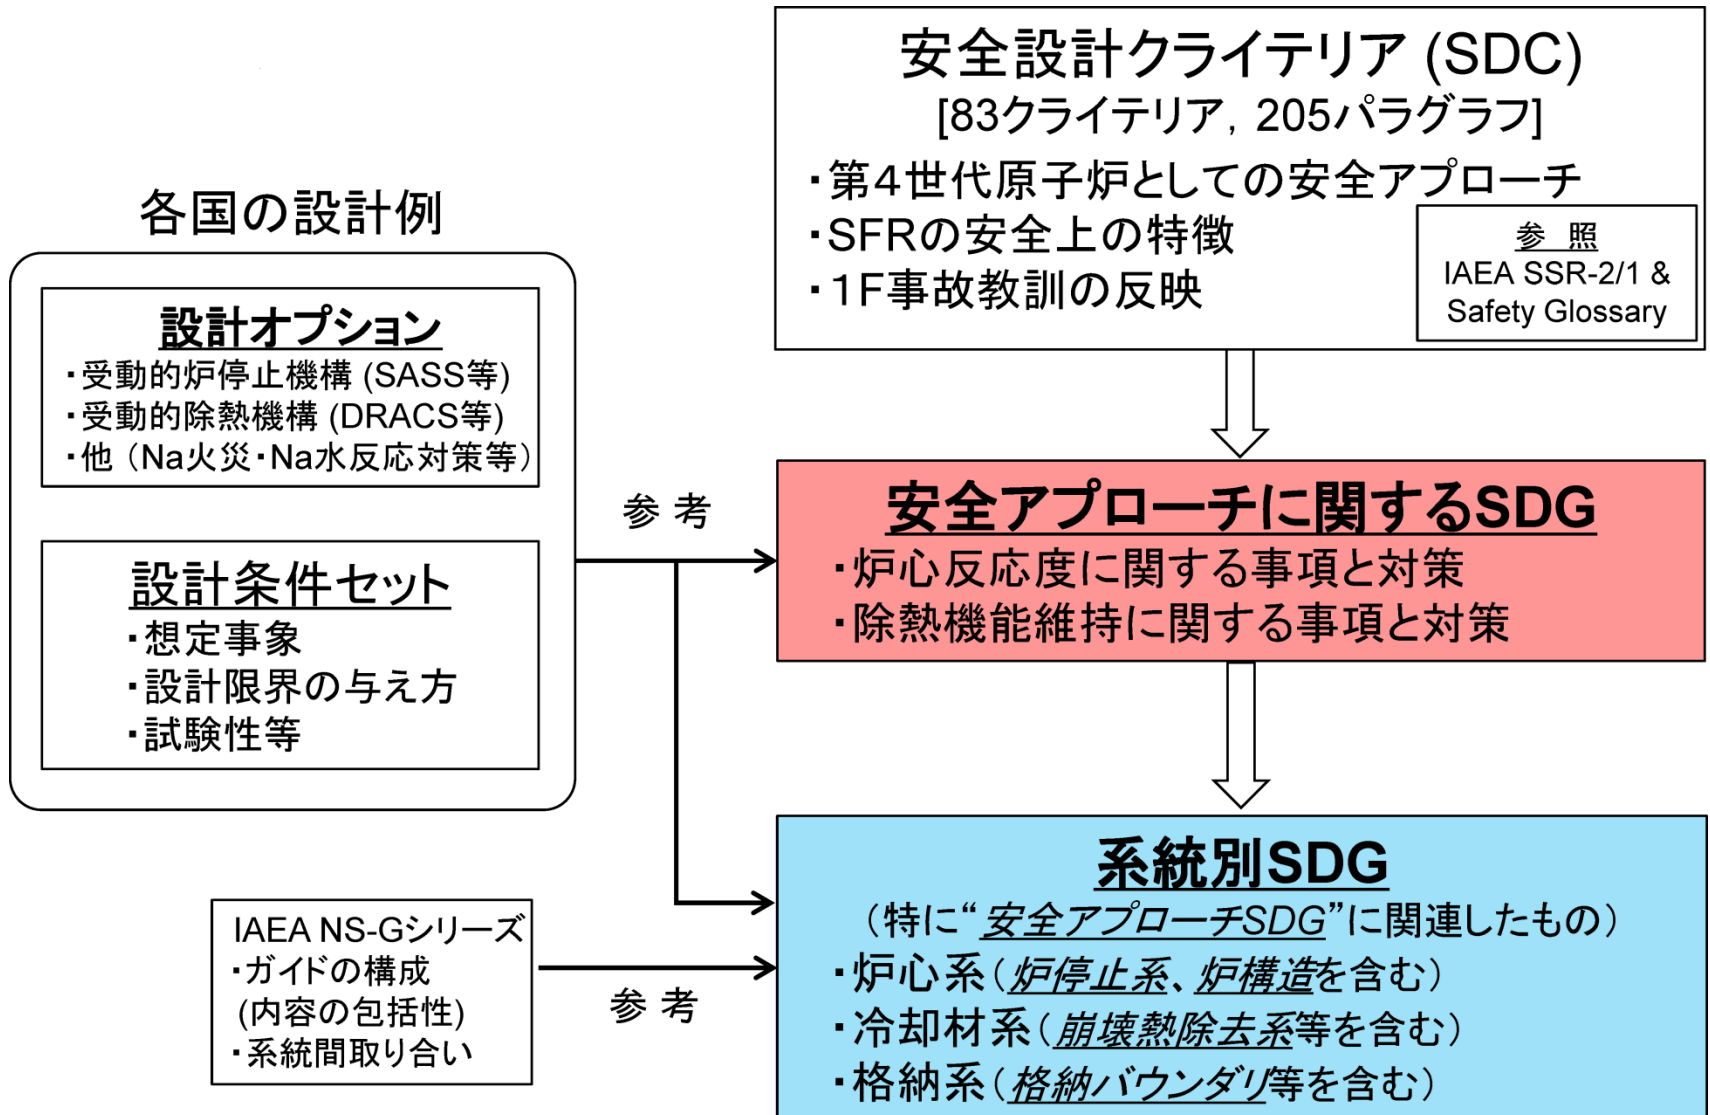 安全設計クライテリア (SDC)
[83クライテリア, 205パラグラフ]
・第4世代原子炉としての安全アプローチ
・SFRの安全上の特徴
・1F事故教訓の反映
参 照
IAEA SSR-2/1 &
Safety Glossary
各国の設計例
設計オプション
・受動的炉停止機構 (SASS等)
・受動的除熱機構 (DRACS等)
・他（Na火災・Na水反応対策等）
設計条件セット
・想定事象
・設計限界の与え方
・試験性等
参 考
安全アプローチに関するSDG
・炉心反応度に関する事項と対策
・除熱機能維持に関する事項と対策
IAEA NS-Gシリーズ
・ガイドの構成
(内容の包括性)
・系統間取り合い
参 考
系統別SDG
（特に“安全アプローチSDG”に関連したもの）
・炉心系（炉停止系、炉構造を含む）
・冷却材系（崩壊熱除去系等を含む）
・格納系（格納バウンダリ等を含む）